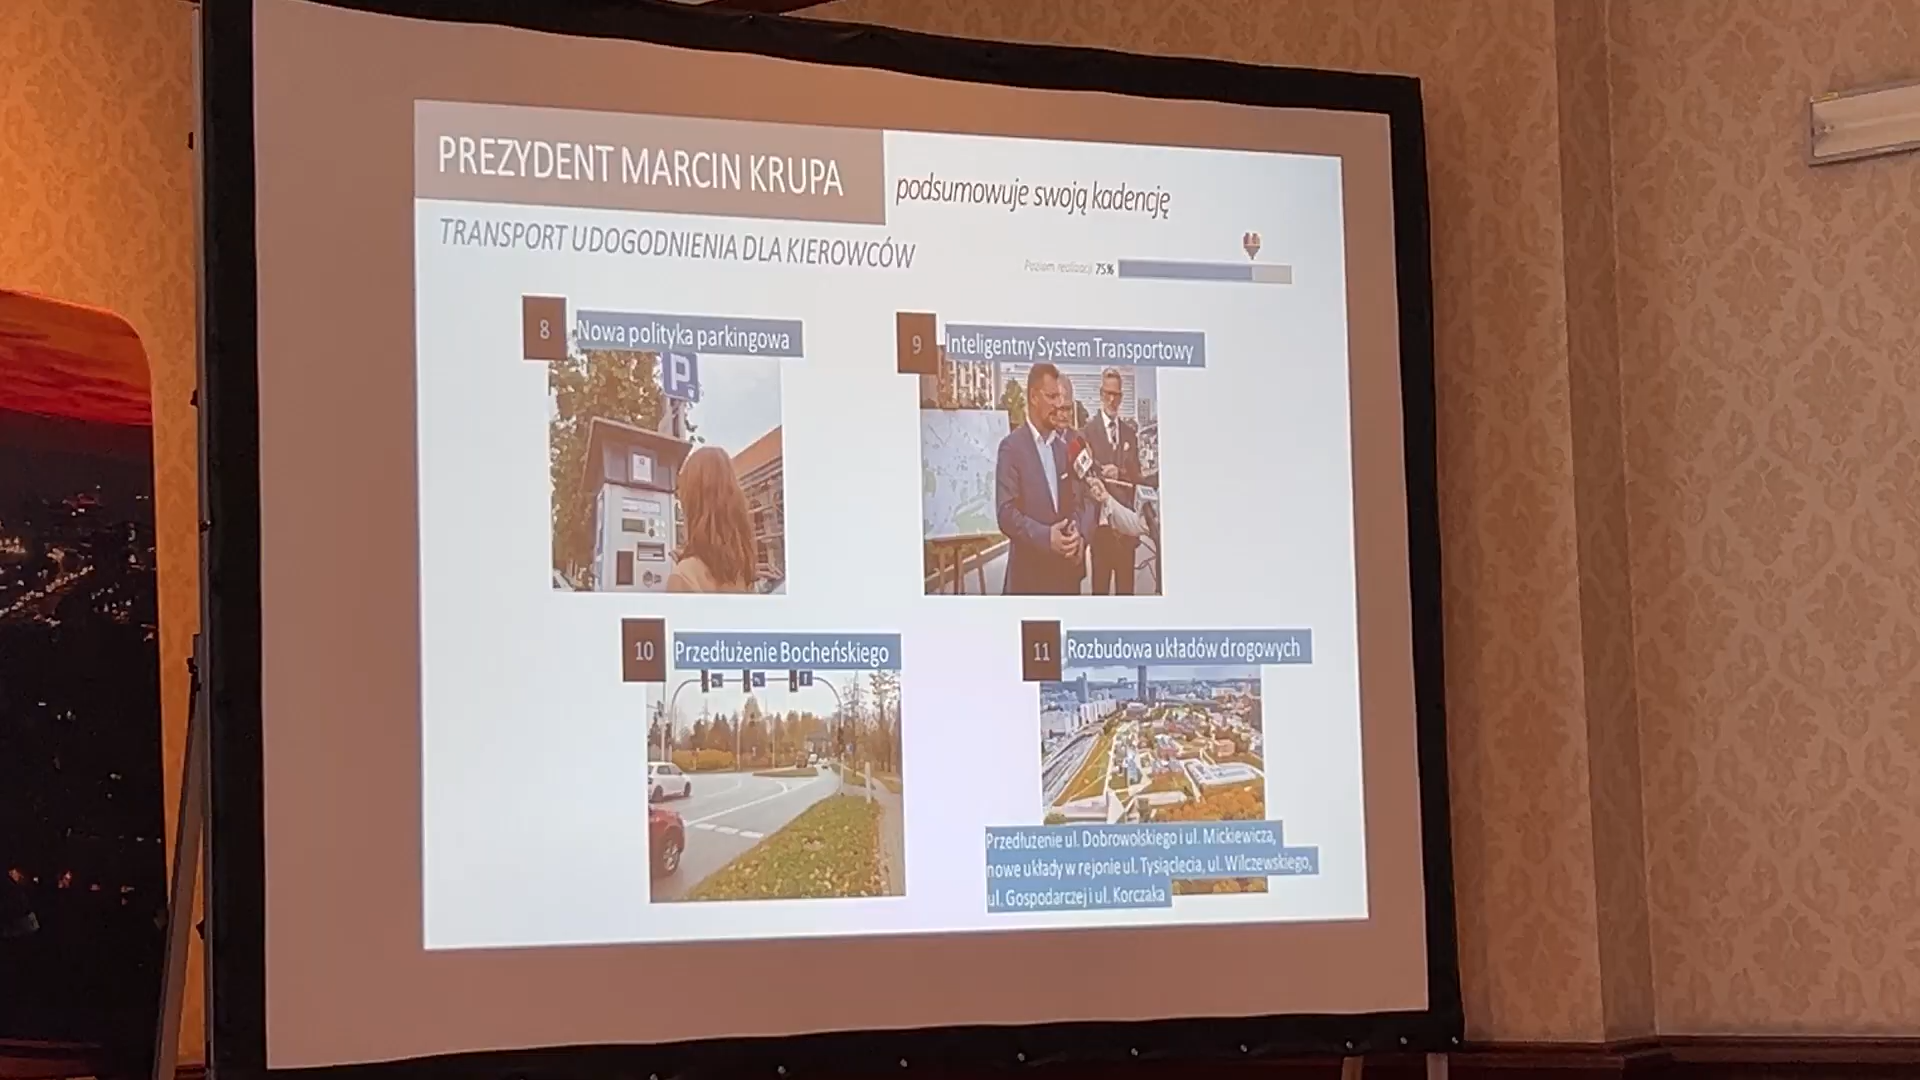 PREZYDENT MARCIN KRUPA
podsumowuje swoją kadencję
TRANSPORT UDOGODNIENIA DLA KIEROWCÓW
Poziom realizacji 75%
8 Nowa polityka parkingowa
P
9 Inteligentny System Transportowy
10 Przedłużenie Bocheńskiego
11 Rozbudowa układów drogowych
Przedłużenie ul. Dobrowolskiego i ul. Mickiewicza,
nowe układy w rejonie ul. Tysiąclecia, ul. Wilczewskiego,
ul. Gospodarczej i ul. Korczaka